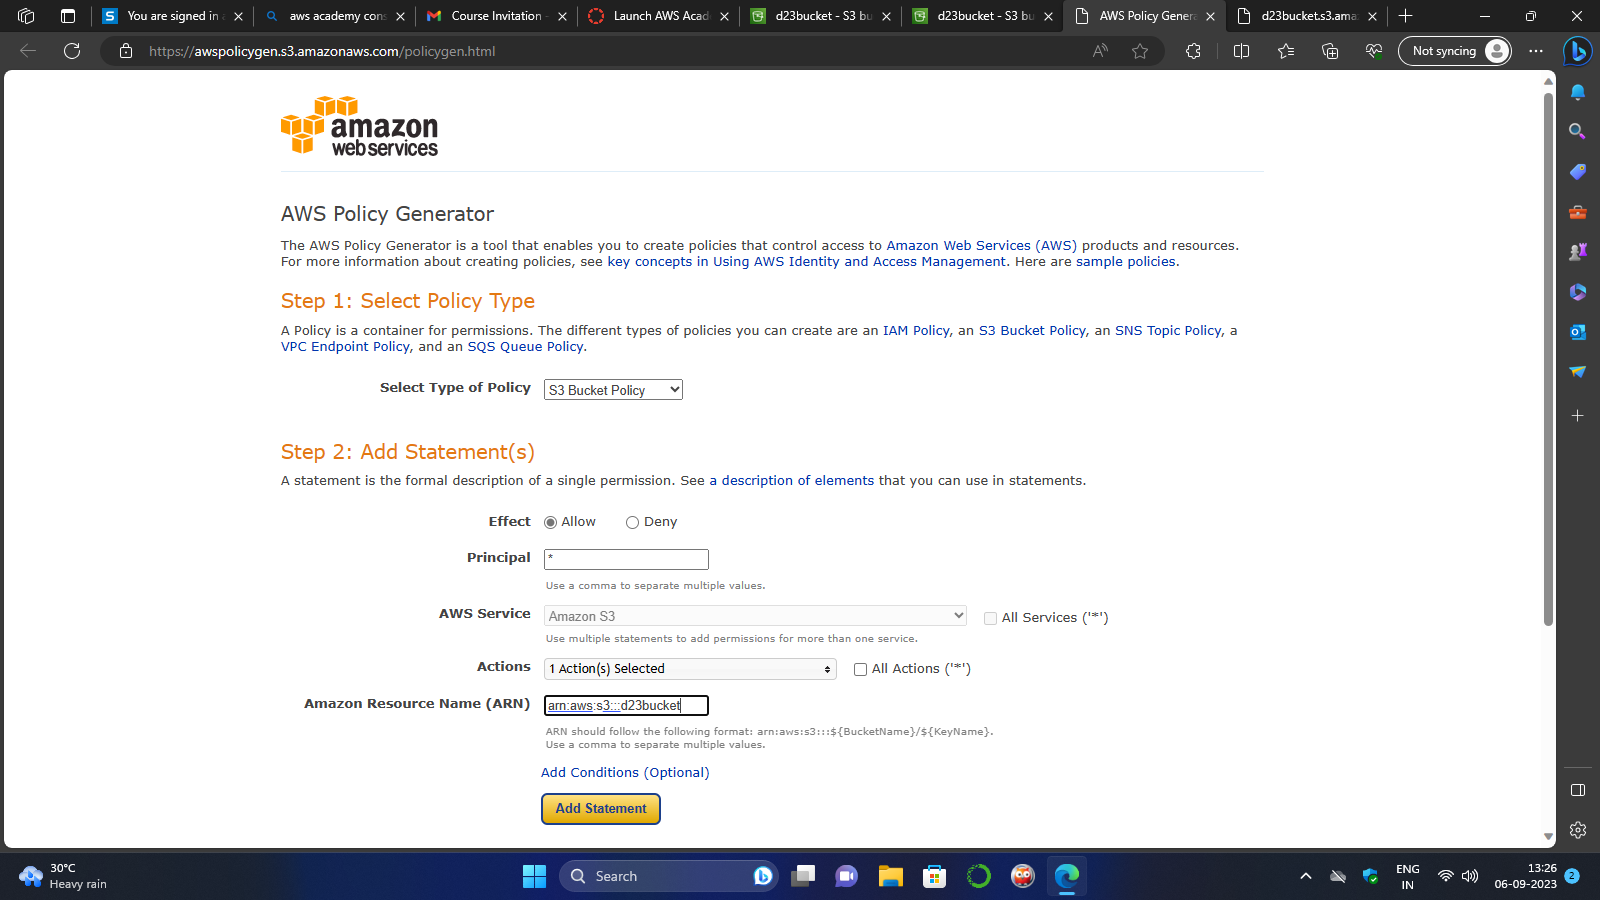 You are signed in a
aws academy cons
Course Invitation -
Launch AWS Acad
d23bucket - S3 bu
d23bucket - S3 bu
AWS Policy Genera
d23bucket.s3.ama
https://awspolicygen.s3.amazonaws.com/policygen.html
Not syncing
amazon
webservices
AWS Policy Generator
The AWS Policy Generator is a tool that enables you to create policies that control access to Amazon Web Services (AWS) products and resources.
For more information about creating policies, see key concepts in Using AWS Identity and Access Management. Here are sample policies.
Step 1: Select Policy Type
A Policy is a container for permissions. The different types of policies you can create are an IAM Policy, an S3 Bucket Policy, an SNS Topic Policy, a
VPC Endpoint Policy, and an SQS Queue Policy.
Select Type of Policy S3 Bucket Policy
Step 2: Add Statement(s)
A statement is the formal description of a single permission. See a description of elements that you can use in statements.
Effect Allow Deny
Principal *
Use a comma to separate multiple values.
AWS Service Amazon S3 All Services ('*')
Use multiple statements to add permissions for more than one service.
Actions 1 Action(s) Selected All Actions ('*')
Amazon Resource Name (ARN) arn:aws:s3:::d23bucket
ARN should follow the following format: arn:aws:s3:::${BucketName}/${KeyName}.
Use a comma to separate multiple values.
Add Conditions (Optional)
Add Statement
30°C
Heavy rain
Search
ENG
IN
13:26
06-09-2023
2